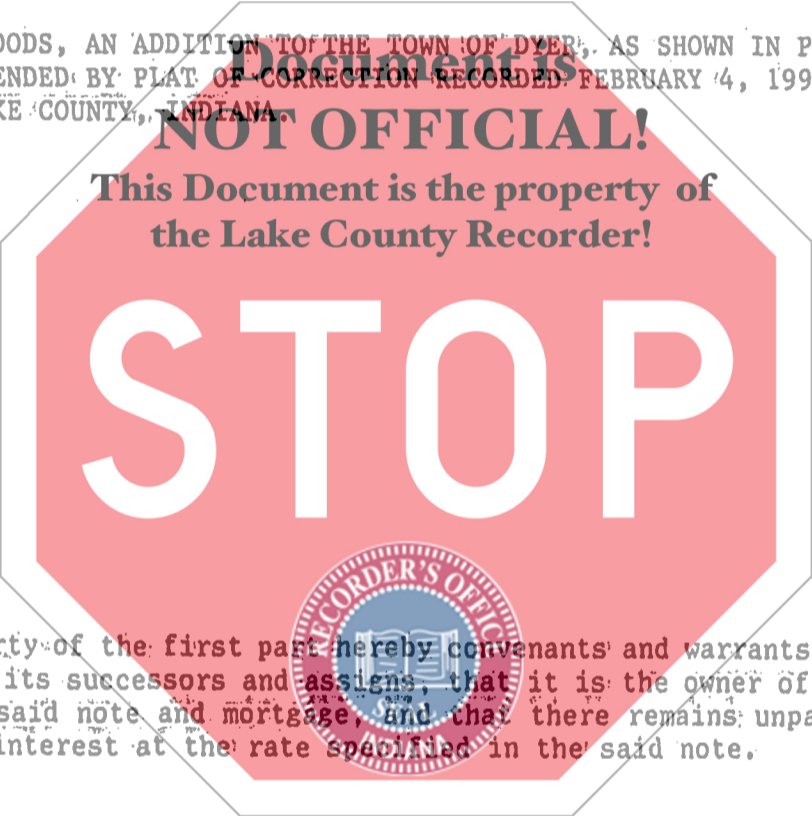 OODS, AN ADDITION TO THE TOWN OF DYER, AS SHOWN IN P
Document is
ENDED BY PLAT OF CORRECTION RECORDED FEBRUARY 4, 199
KE COUNTY, INDIANA.
NOT OFFICIAL!
This Document is the property of
the Lake County Recorder!
STOP
RECORDER'S OFFIC
rty of the first part hereby convenants and warrants
its successors and assigns, that it is the owner of
SEAL
said note and mortgage, and that there remains unpa
INDIANA
interest at the rate specified in the said note.